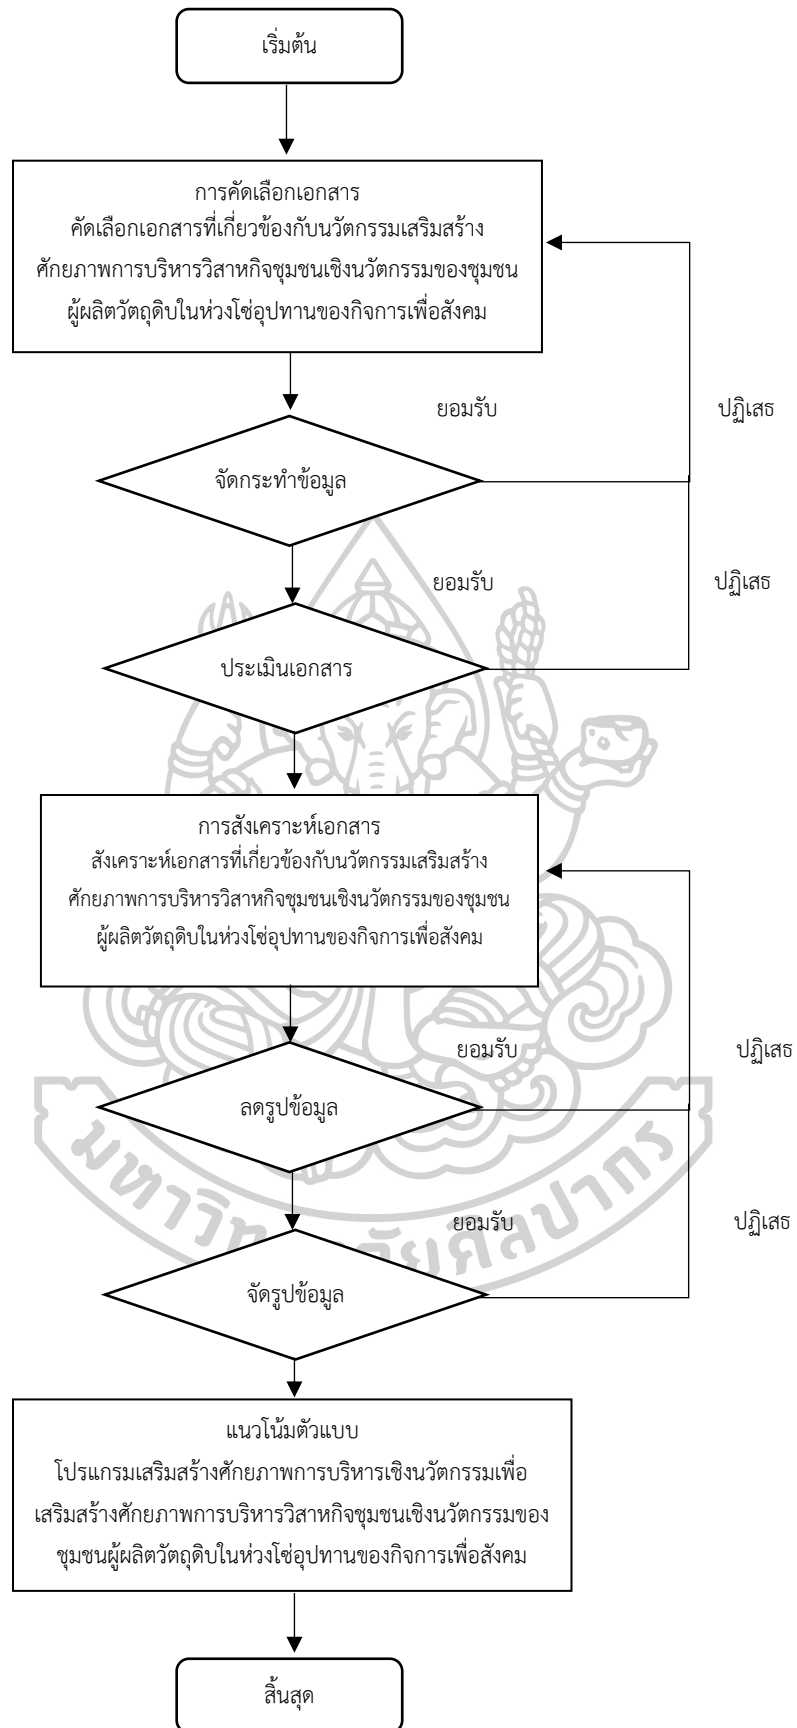 เริ่มต้น
การคัดเลือกเอกสาร
คัดเลือกเอกสารที่เกี่ยวข้องกับนวัตกรรมเสริมสร้าง
ศักยภาพการบริหารวิสาหกิจชุมชนเชิงนวัตกรรมของชุมชน
ผู้ผลิตวัตถุดิบในห่วงโซ่อุปทานของกิจการเพื่อสังคม
ยอมรับ
ปฏิเสธ
จัดกระทำข้อมูล
ยอมรับ
ปฏิเสธ
ประเมินเอกสาร
การสังเคราะห์เอกสาร
สังเคราะห์เอกสารที่เกี่ยวข้องกับนวัตกรรมเสริมสร้าง
ศักยภาพการบริหารวิสาหกิจชุมชนเชิงนวัตกรรมของชุมชน
ผู้ผลิตวัตถุดิบในห่วงโซ่อุปทานของกิจการเพื่อสังคม
ยอมรับ
ปฏิเสธ
ลดรูปข้อมูล
ยอมรับ
ปฏิเสธ
จัดรูปข้อมูล
แนวโน้มตัวแบบ
โปรแกรมเสริมสร้างศักยภาพการบริหารเชิงนวัตกรรมเพื่อ
เสริมสร้างศักยภาพการบริหารวิสาหกิจชุมชนเชิงนวัตกรรมของ
ชุมชนผู้ผลิตวัตถุดิบในห่วงโซ่อุปทานของกิจการเพื่อสังคม
สิ้นสุด